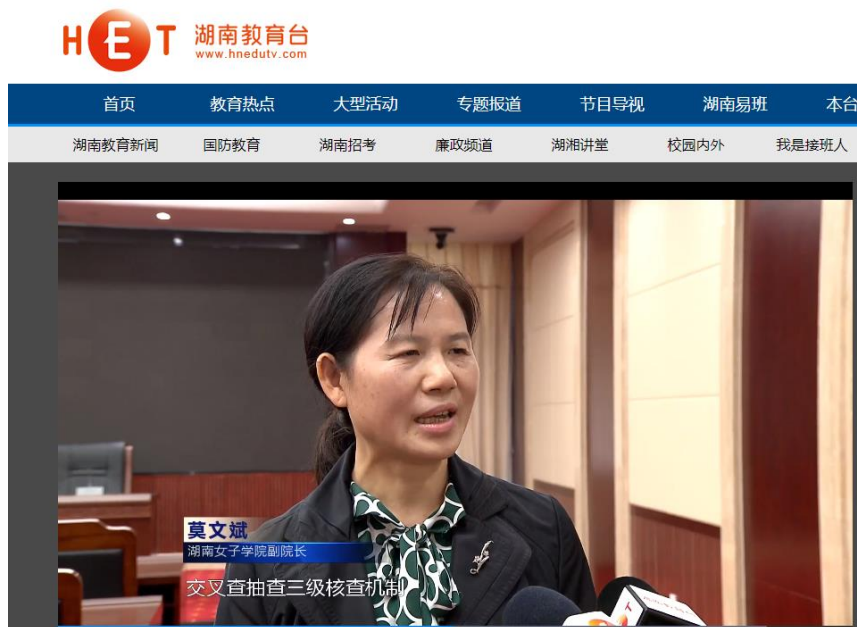 HET 湖南教育台
www.hnedutv.com
首页 教育热点 大型活动 专题报道 节目导视 湖南易班 本台
湖南教育新闻 国防教育 湖南招考 廉政频道 湖湘讲堂 校园内外 我是接班人
莫文斌
湖南女子学院副院长
交叉查抽查三级核查机制